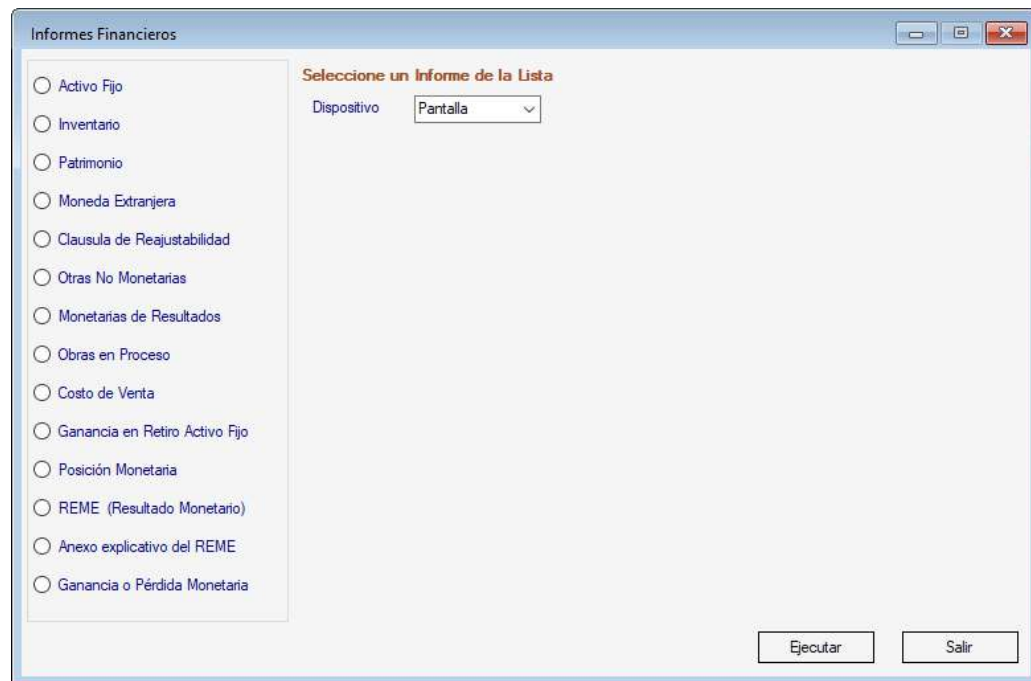 Informes Financieros
Activo Fijo
Inventario
Patrimonio
Moneda Extranjera
Clausula de Reajustabilidad
Otras No Monetarias
Monetarias de Resultados
Obras en Proceso
Costo de Venta
Ganancia en Retiro Activo Fijo
Posición Monetaria
REME (Resultado Monetario)
Anexo explicativo del REME
Ganancia o Pérdida Monetaria
Seleccione un Informe de la Lista
Dispositivo Pantalla
Ejecutar Salir